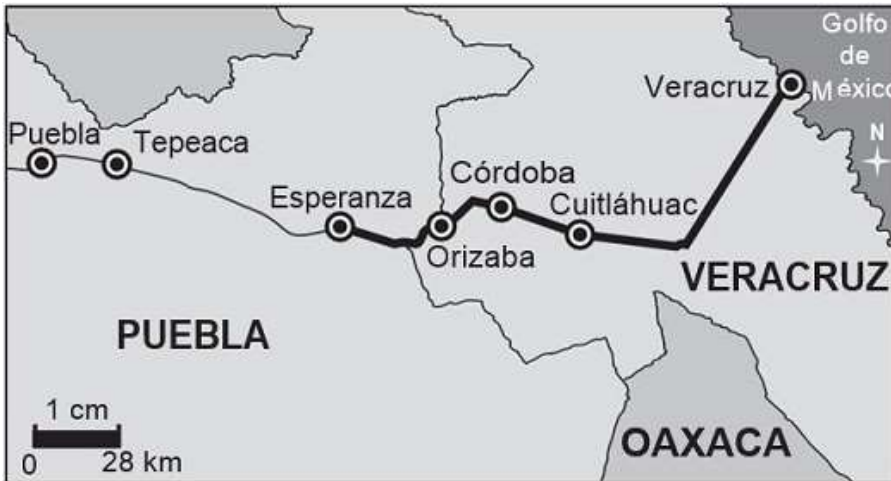 Golfo
de
México
Veracruz
N
Puebla
Tepeaca
Esperanza
Córdoba
Cuitláhuac
Orizaba
VERACRUZ
PUEBLA
1 cm
0 28 km
OAXACA